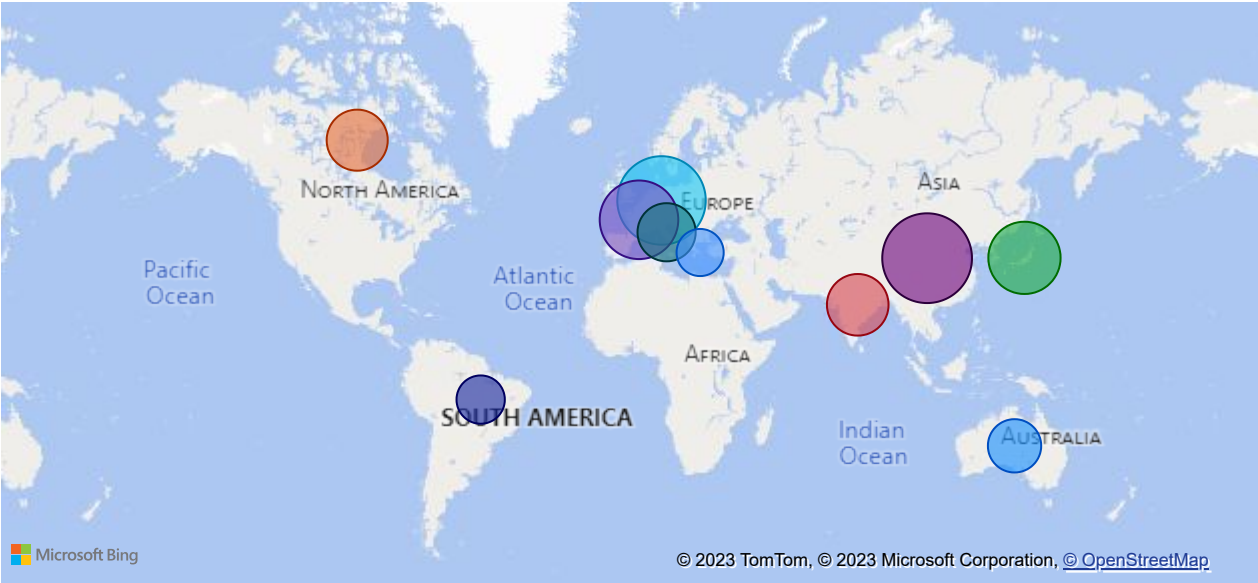 NORTH AMERICA
ASIA
EUROPE
Pacific
Ocean
Atlantic
Ocean
AFRICA
SOUTH AMERICA
Indian
Ocean
AUSTRALIA
Microsoft Bing
© 2023 TomTom, © 2023 Microsoft Corporation, © OpenStreetMap